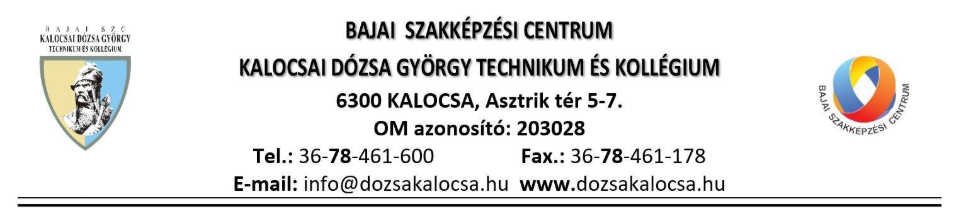 BAJAI SZC
KALOCSAI DÓZSA GYÖRGY
TECHNIKUM ÉS KOLLÉGIUM
BAJAI SZAKKÉPZÉSI CENTRUM
KALOCSAI DÓZSA GYÖRGY TECHNIKUM ÉS KOLLÉGIUM
6300 KALOCSA, Asztrik tér 5-7.
OM azonosító: 203028
Tel.: 36-78-461-600 Fax.: 36-78-461-178
E-mail: info@dozsakalocsa.hu www.dozsakalocsa.hu
BAJAI SZAKKÉPZÉSI CENTRUM